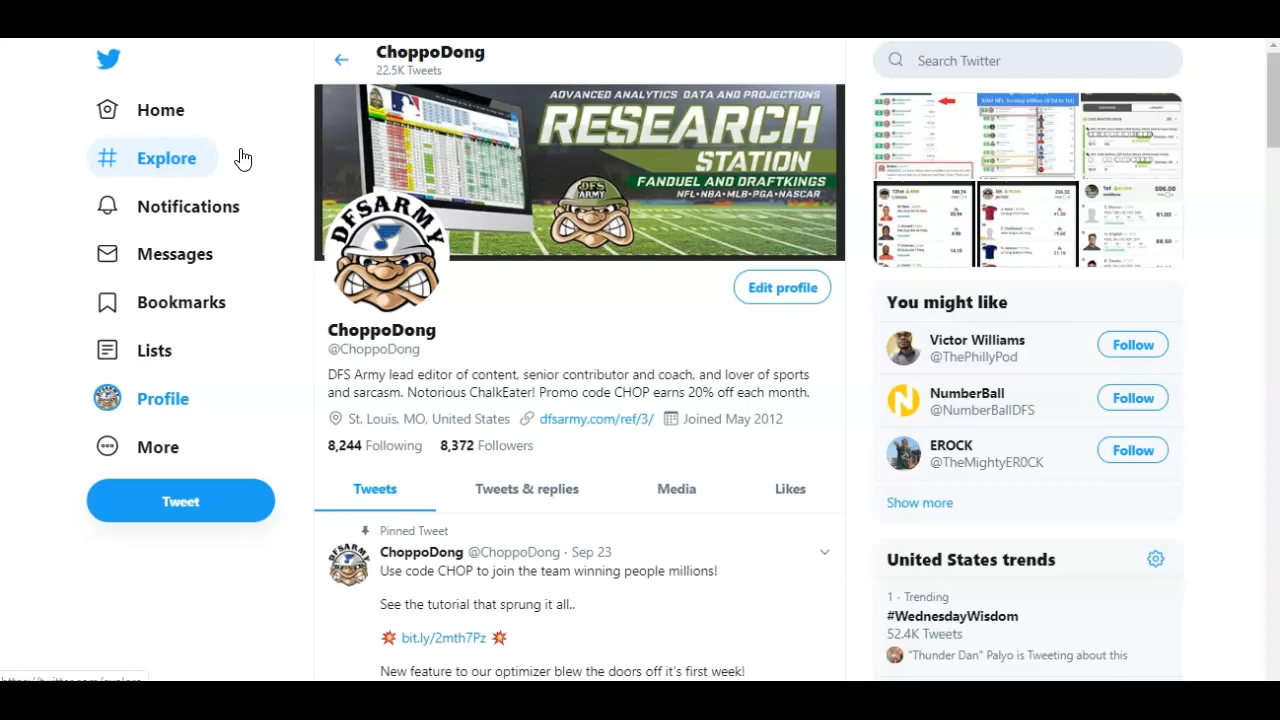 Home
Explore
Notifications
Messages
Bookmarks
Lists
Profile
More
Tweet
ChoppoDong
22.5K Tweets
ADVANCED ANALYTICS DATA AND PROJECTIONS
RESEARCH
STATION
FANDUEL AND DRAFTKINGS
NFL•NBA•MLB•PGA•NASCAR
DFS
ARMY
DFSARMY
Edit profile
ChoppoDong
@ChoppoDong
DFS Army lead editor of content, senior contributor and coach, and lover of sports
and sarcasm. Notorious ChalkEater! Promo code CHOP earns 20% off each month.
St. Louis, MO, United States dfsarmy.com/ref/3/ Joined May 2012
8,244 Following 8,372 Followers
Tweets Tweets & replies Media Likes
Pinned Tweet
ChoppoDong @ChoppoDong · Sep 23
Use code CHOP to join the team winning people millions!
See the tutorial that sprung it all..
bit.ly/2mth7Pz
New feature to our optimizer blew the doors off it's first week!
Search Twitter
You might like
Victor Williams
@ThePhillyPod
Follow
NumberBall
@NumberBallDFS
Follow
EROCK
@TheMightyER0CK
Follow
Show more
United States trends
1 · Trending
#WednesdayWisdom
52.4K Tweets
"Thunder Dan" Palyo is Tweeting about this